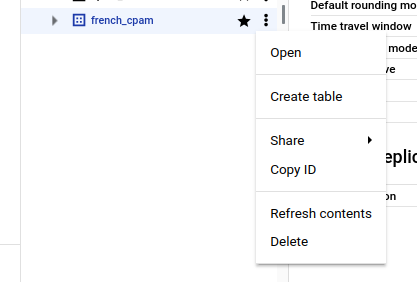 french_cpam
Default rounding mo
Time travel window
mode
ve
eplic
on
Open
Create table
Share
Copy ID
Refresh contents
Delete